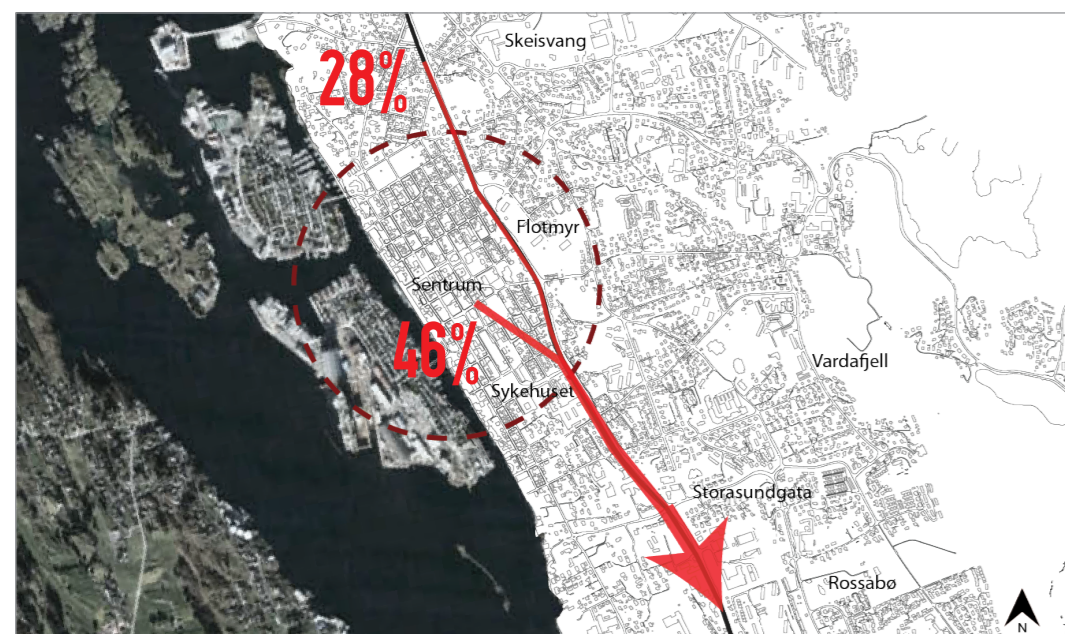 Skeisvang
28%
Flotmyr
Sentrum
46%
Vardafjell
Sykehuset
Storasundgata
Rossabø
N